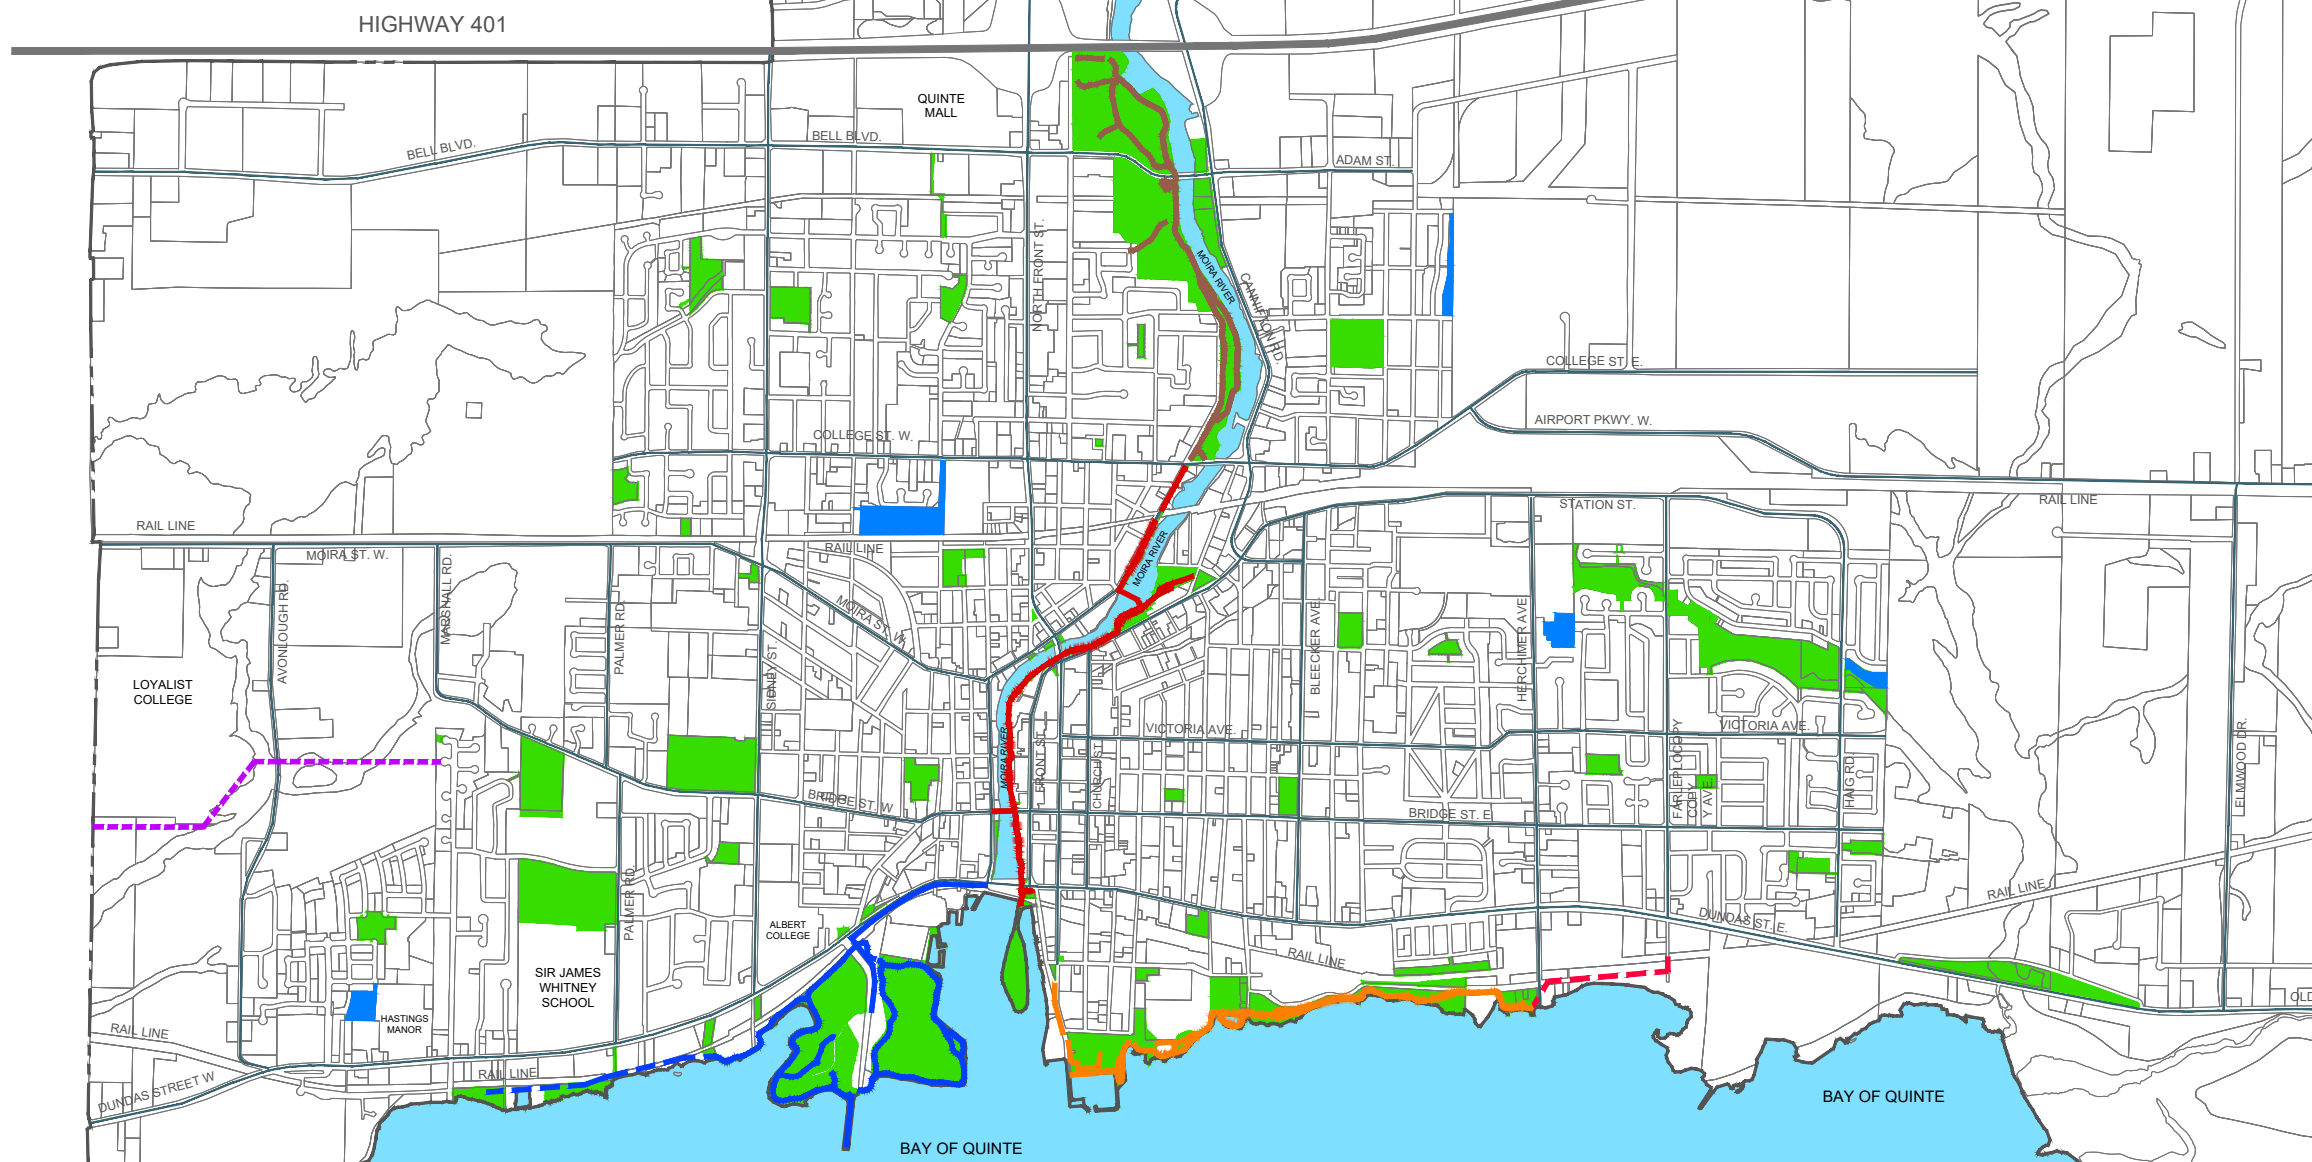 HIGHWAY 401
QUINTE
MALL
BELL BLVD.
BELL BLVD.
ADAM ST.
NORTH FRONT ST.
MOIRA RIVER
CANNIFTON RD.
COLLEGE ST. E.
AIRPORT PKWY. W.
COLLEGE ST. W.
RAIL LINE
STATION ST.
RAIL LINE
RAIL LINE
MOIRA ST. W.
MOIRA RIVER
AVONLOUGH RD.
MARSHALL RD.
PALMER RD.
MOIRA ST. W.
SIDNEY ST.
BLEECKER AVE.
HERCHIMER AVE.
LOYALIST
COLLEGE
VICTORIA AVE.
VICTORIA AVE.
MOIRA RIVER
FRONT ST.
CHURCH ST.
FARLEY
COPY
COPY
Y AVE.
HAIG RD.
ELMWOOD DR.
BRIDGE ST. W
BRIDGE ST. E.
PALMER RD.
RAIL LINE
DUNDAS ST. E.
ALBERT
COLLEGE
RAIL LINE
SIR JAMES
WHITNEY
SCHOOL
HASTINGS
MANOR
OLD
RAIL LINE
RAIL LINE
DUNDAS STREET W
BAY OF QUINTE
BAY OF QUINTE